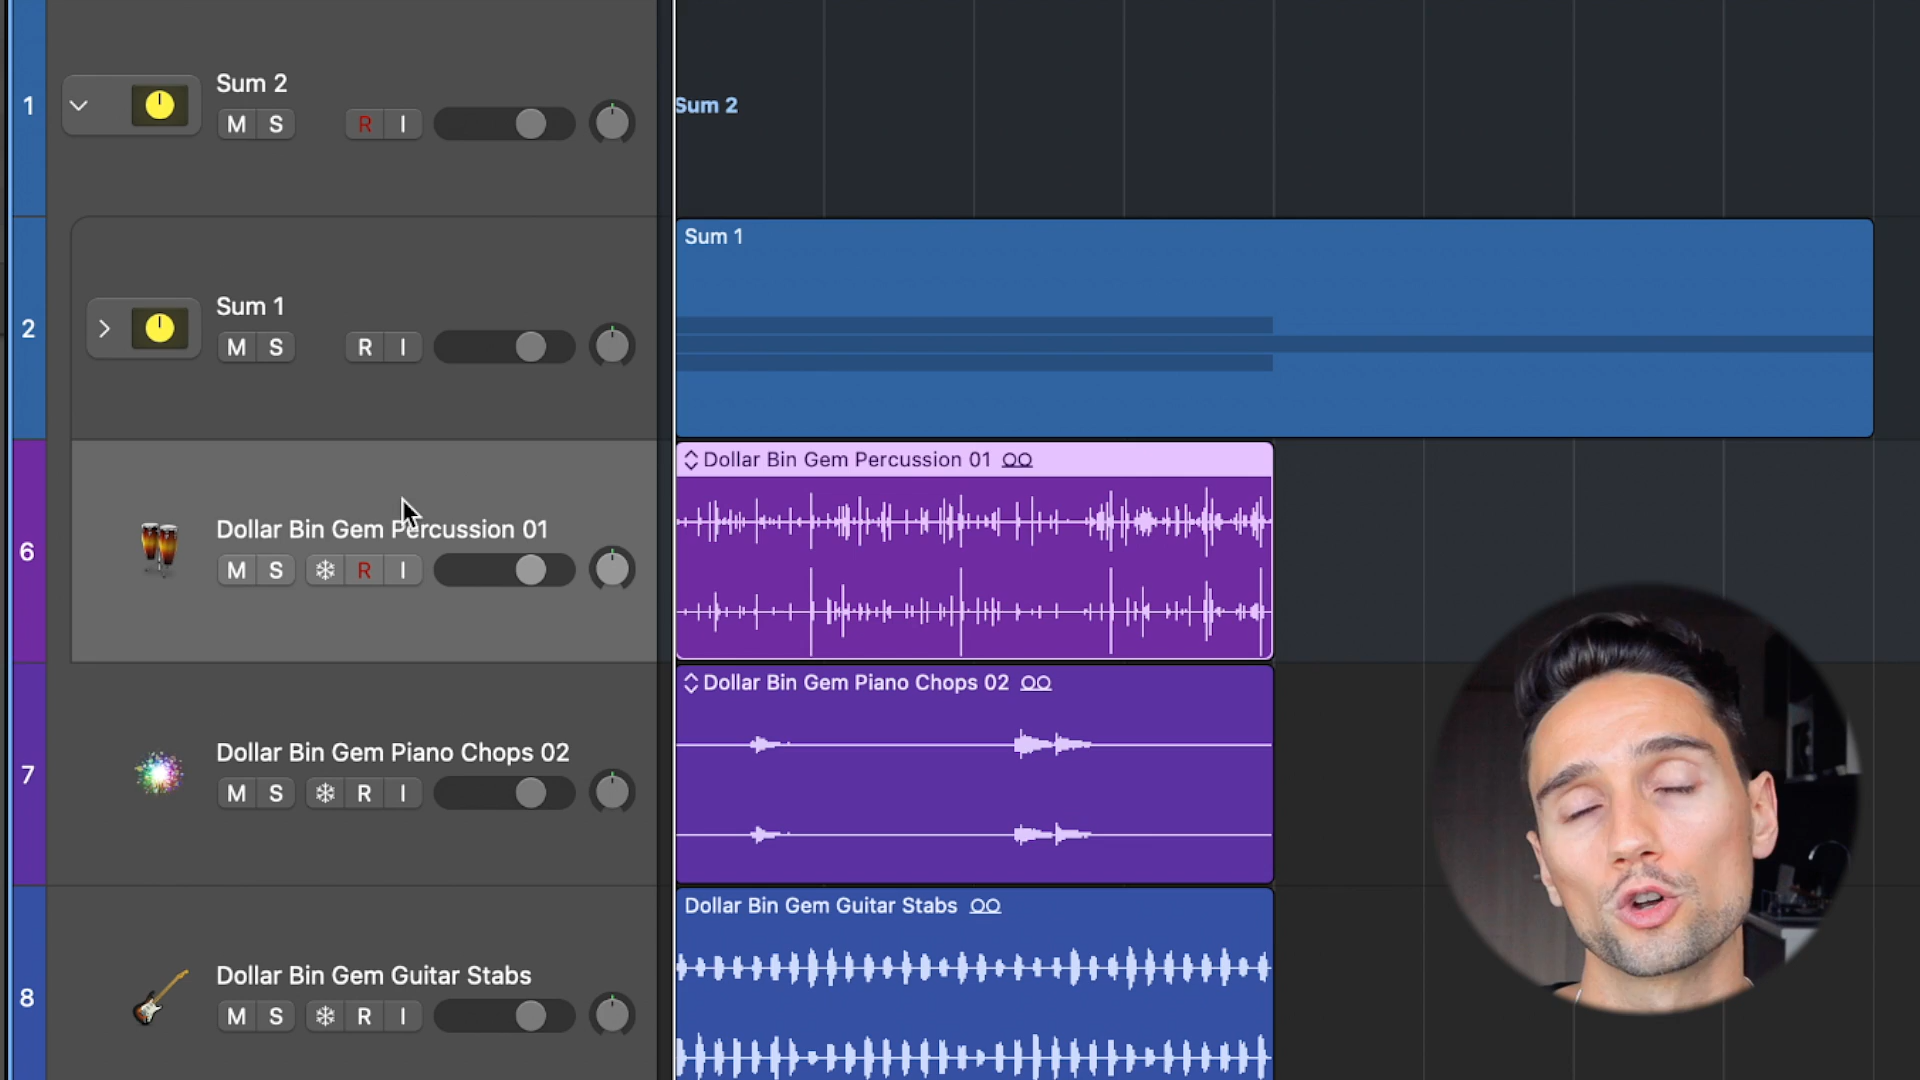 1
Sum 2
M S R I
Sum 2
2
Sum 1
M S R I
Sum 1
6
Dollar Bin Gem Percussion 01
M S R I
Dollar Bin Gem Percussion 01
7
Dollar Bin Gem Piano Chops 02
M S R I
Dollar Bin Gem Piano Chops 02
8
Dollar Bin Gem Guitar Stabs
M S R I
Dollar Bin Gem Guitar Stabs